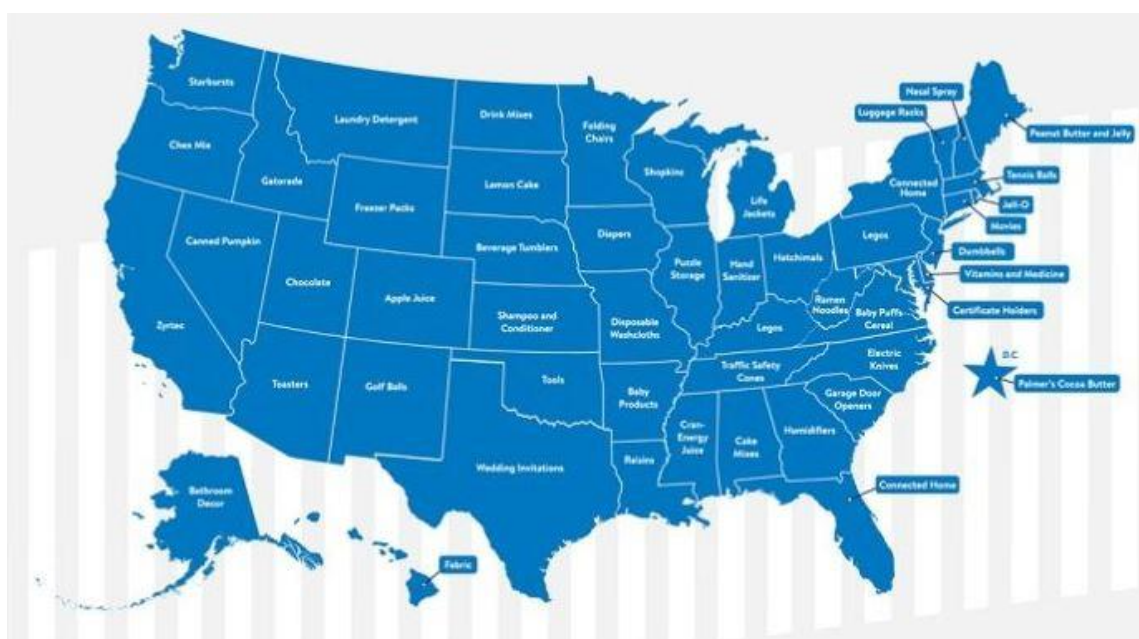 Starbursts
Laundry Detergent
Drink Mixes
Folding
Chairs
Nasal Spray
Luggage Racks
Peanut Butter and Jelly
Chex Mix
Gatorade
Freezer Packs
Lemon Cake
Shopkins
Life
Jackets
Connected
Home
Tennis Balls
Jell-O
Movies
Canned Pumpkin
Beverage Tumblers
Diapers
Legos
Dumbbells
Vitamins and Medicine
Certificate Holders
Chocolate
Apple Juice
Puzzle
Storage
Hand
Sanitizer
Hatchimals
Ramen
Noodles
Baby Puffs
Cereal
Zyrtec
Shampoo and
Conditioner
Disposable
Washcloths
Legos
D.C
Palmer's Cocoa Butter
Toasters
Golf Balls
Tools
Baby
Products
Traffic Safety
Cones
Electric
Knives
Garage Door
Openers
Cran-
Energy
Juice
Cake
Mixes
Humidifiers
Wedding Invitations
Raisins
Connected Home
Bathroom
Decor
Fabric